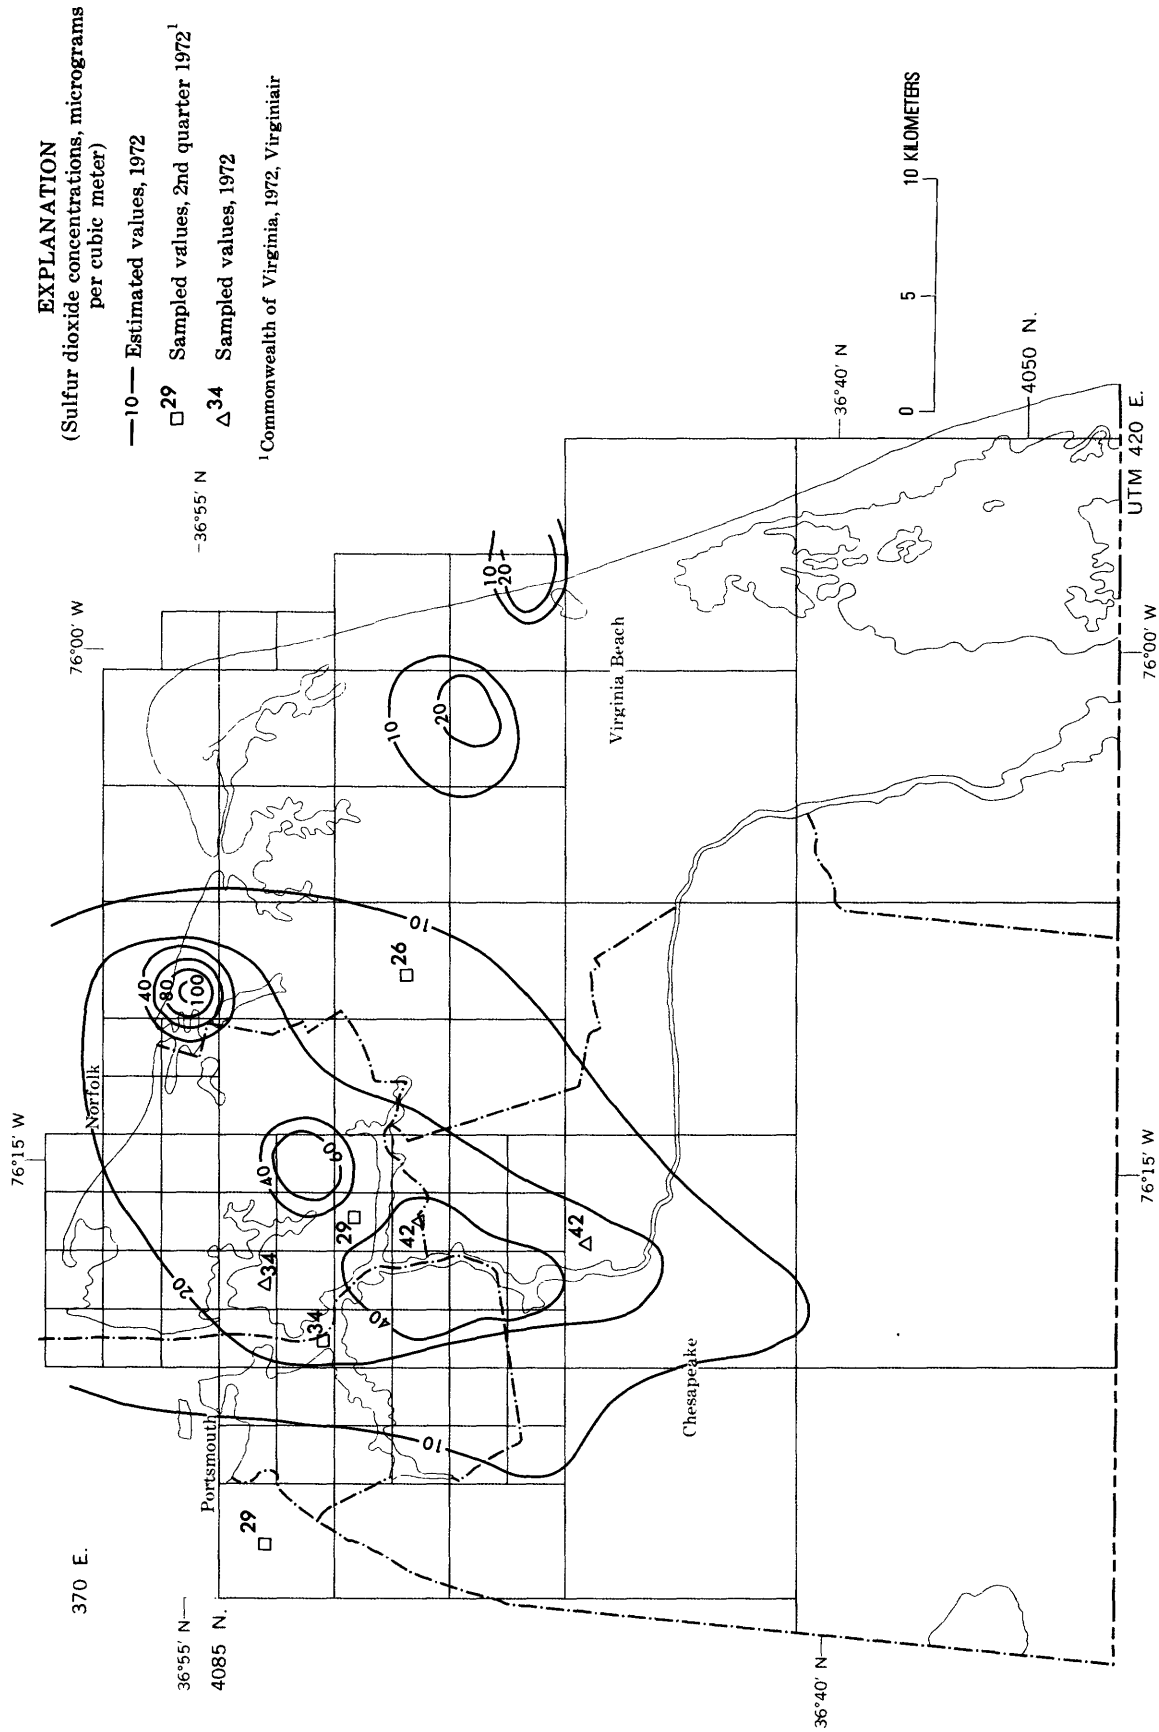 EXPLANATION
(Sulfur dioxide concentrations, micrograms
per cubic meter)
—10— Estimated values, 1972
□29 Sampled values, 2nd quarter 1972¹
△34 Sampled values, 1972
¹Commonwealth of Virginia, 1972, Virginiair
370 E.
76°15' W
76°00' W
36°55' N
4085 N.
36°55' N
Portsmouth
Norfolk
29
20
34
34
40
60
29
40
80
100
42
40
10
26
10
10
20
10
20
42
Virginia Beach
Chesapeake
36°40' N
36°40' N
4050 N.
76°15' W
76°00' W
UTM 420 E.
0 5 10 KILOMETERS